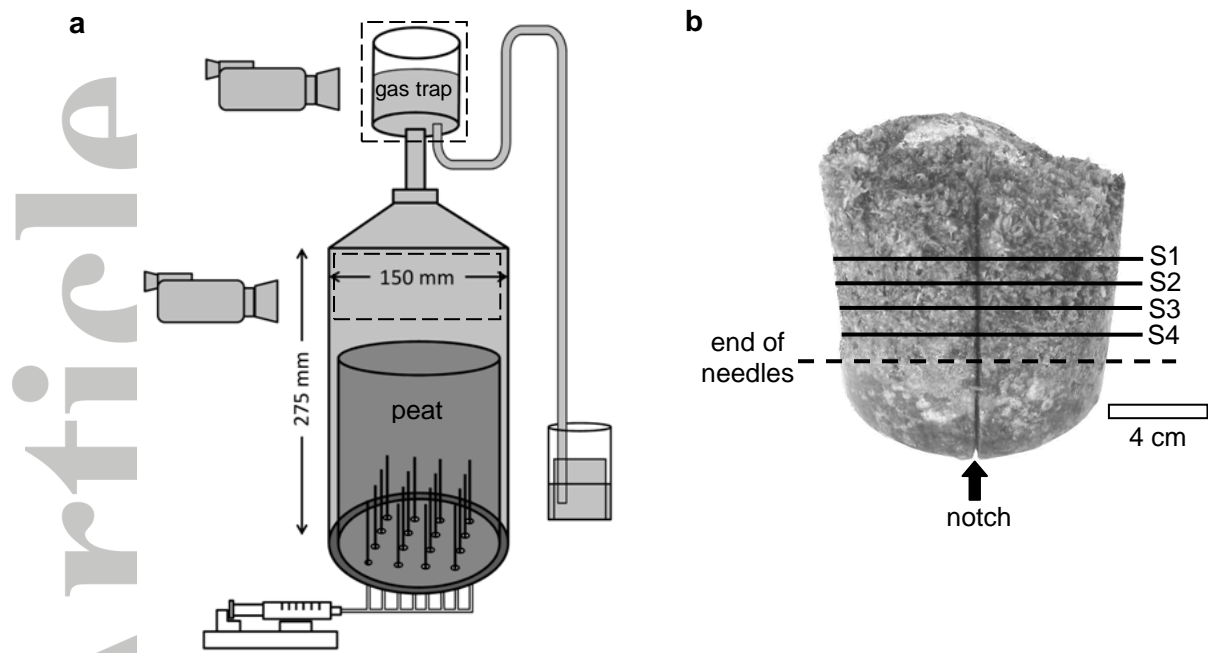 a
gas trap
150 mm
275 mm
peat
rticle
b
S1
S2
S3
S4
end of
needles
4 cm
notch